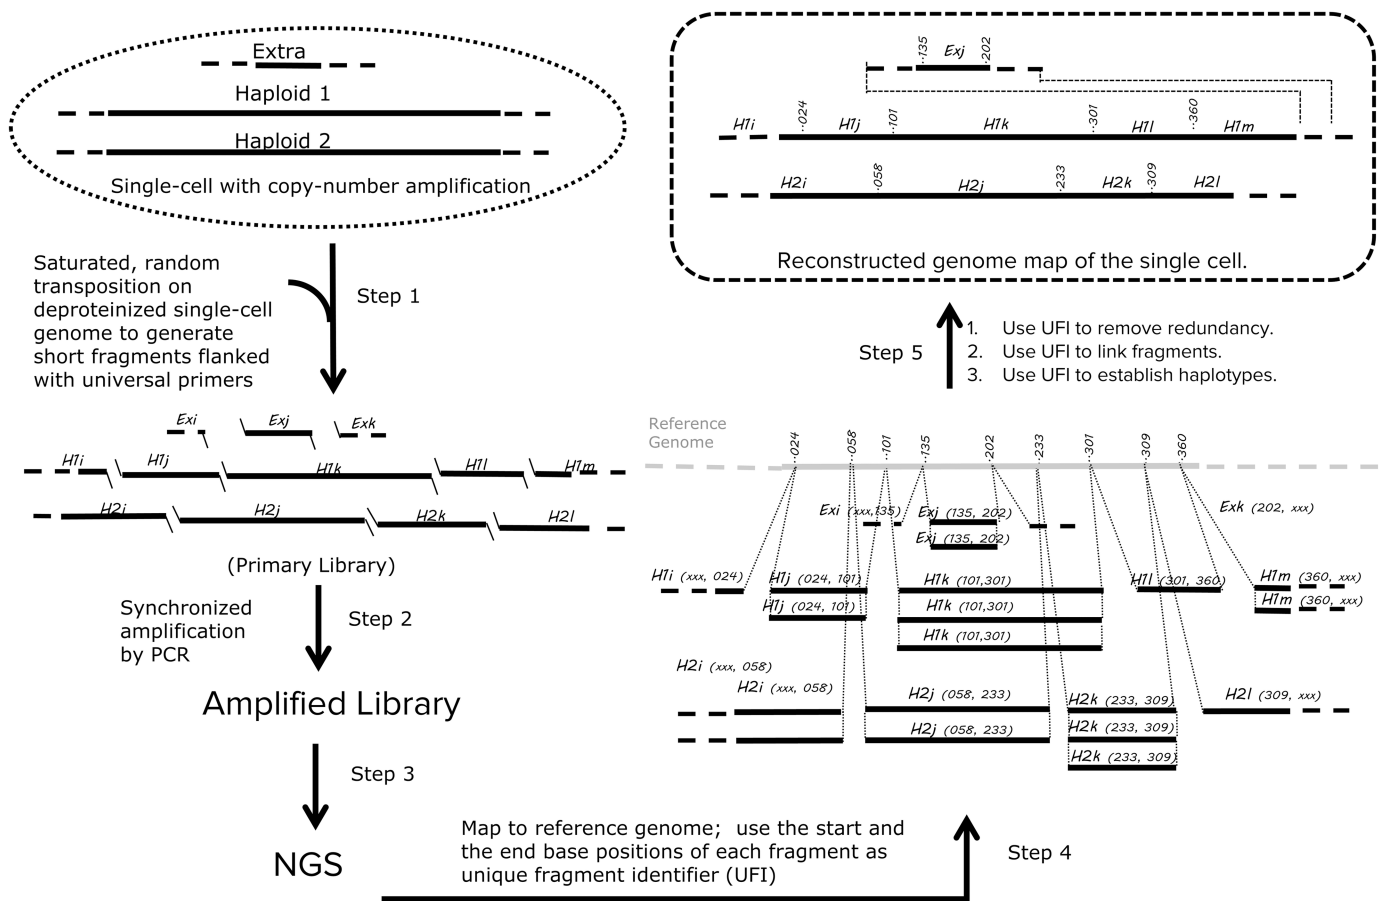 Extra
Haploid 1
Haploid 2
Single-cell with copy-number amplification
Saturated, random
transposition on
deproteinized single-cell
genome to generate
short fragments flanked
with universal primers
Step 1
Exi Exj Exk
H1i H1j H1k H1l H1m
H2i H2j H2k H2l
(Primary Library)
Synchronized
amplification
by PCR
Step 2
Amplified Library
Step 3
NGS
Map to reference genome; use the start and
the end base positions of each fragment as
unique fragment identifier (UFI)
Step 4
Reference
Genome
..024 ..058 ..101 ..135 ..202 ..233 ..301 ..309 ..360
Exi (xxx,135) Exj (135, 202) Exk (202, xxx)
Exj (135, 202)
H1i (xxx, 024) H1j (024, 101) H1k (101,301) H1l (301, 360) H1m (360, xxx)
H1j (024, 101) H1k (101,301) H1m (360, xxx)
H1k (101,301)
H2i (xxx, 058)
H2i (xxx, 058) H2j (058, 233) H2k (233, 309) H2l (309, xxx)
H2j (058, 233) H2k (233, 309)
H2k (233, 309)
Step 5
1. Use UFI to remove redundancy.
2. Use UFI to link fragments.
3. Use UFI to establish haplotypes.
..135 Exj ..202
H1i ..024 H1j ..101 H1k ..301 H1l ..360 H1m
H2i ..058 H2j ..233 H2k ..309 H2l
Reconstructed genome map of the single cell.